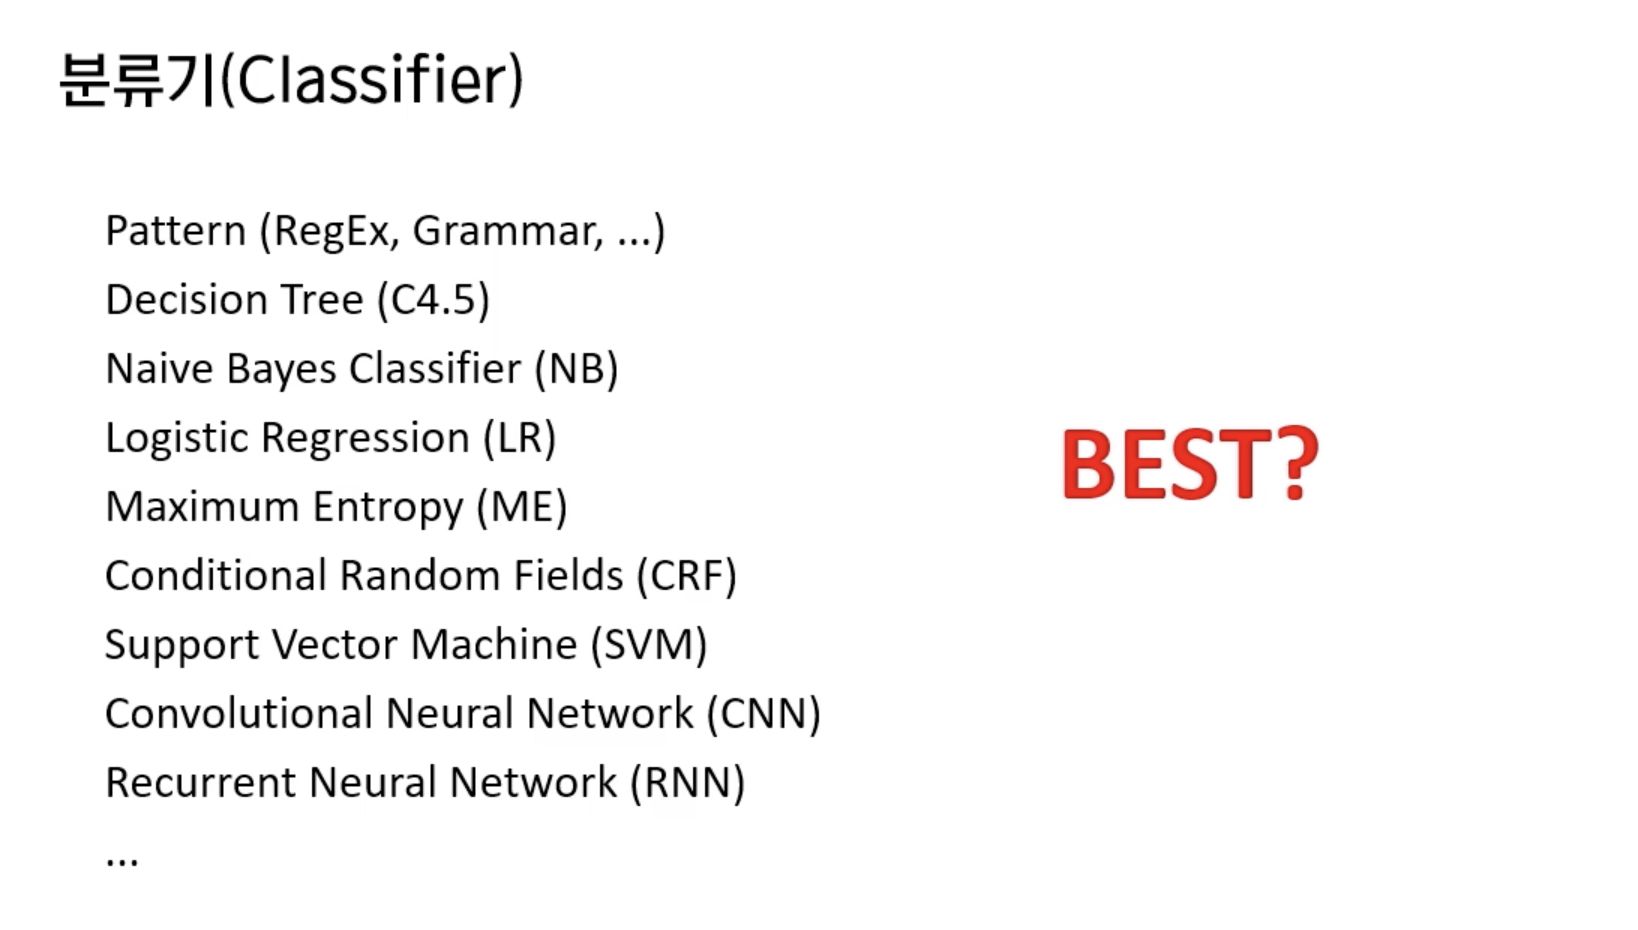 분류기(Classifier)
Pattern (RegEx, Grammar, ...)
Decision Tree (C4.5)
Naive Bayes Classifier (NB)
Logistic Regression (LR)
Maximum Entropy (ME)
Conditional Random Fields (CRF)
Support Vector Machine (SVM)
Convolutional Neural Network (CNN)
Recurrent Neural Network (RNN)
...
BEST?